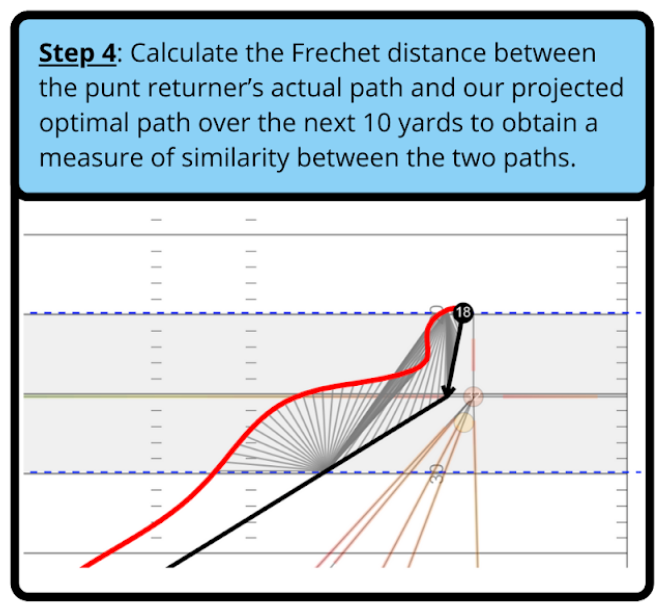 Step 4: Calculate the Frechet distance between
the punt returner’s actual path and our projected
optimal path over the next 10 yards to obtain a
measure of similarity between the two paths.
18
30